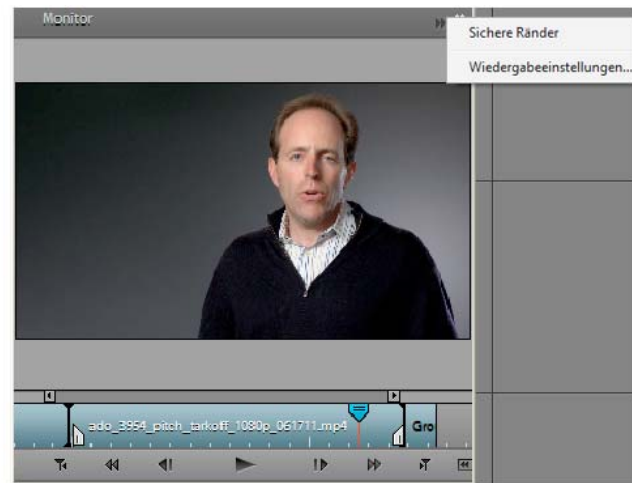 Monitor
Sichere Ränder
Wiedergabeeinstellungen...
ado_3954_pitch_tarkoff_1080p_061711.mp4
Gro